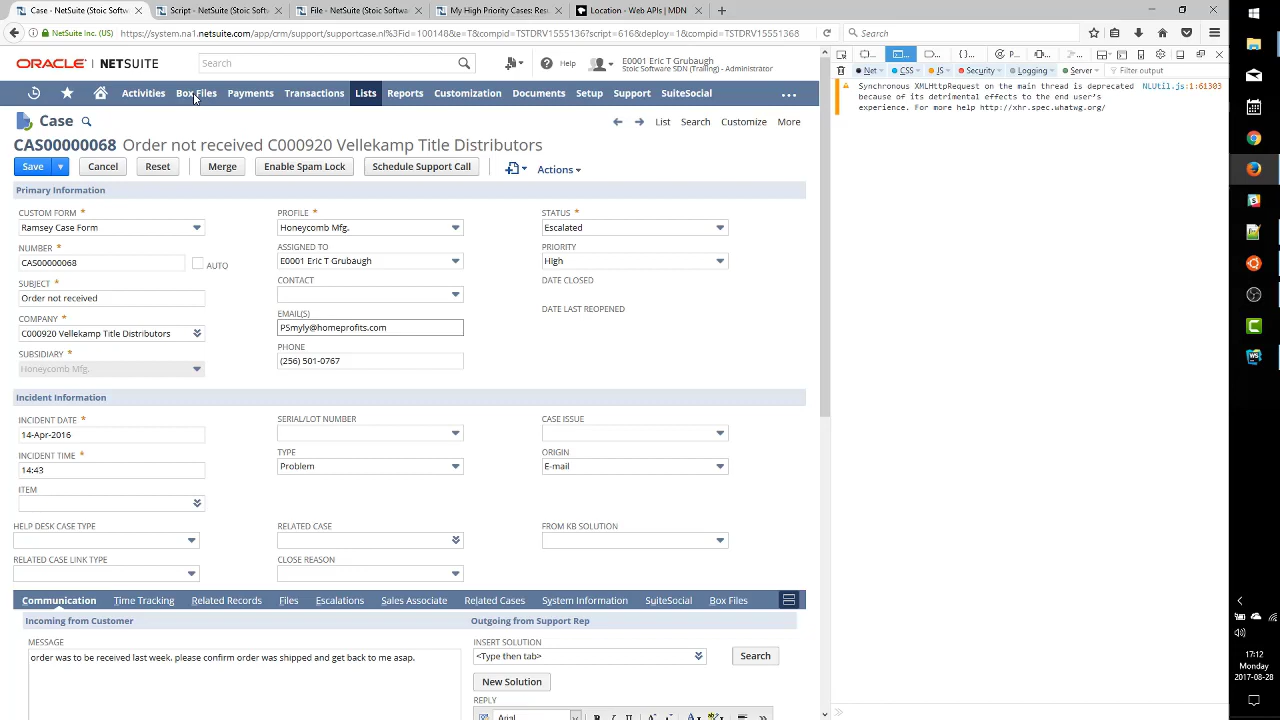 Case - NetSuite (Stoic Softw...
Script - NetSuite (Stoic Softw...
File - NetSuite (Stoic Softwa...
My High Priority Cases: Res...
Location - Web APIs | MDN
NetSuite Inc. (US)
https://system.na1.netsuite.com/app/crm/support/supportcase.nl?id=100148&e=T&compid=TSTDRV1555136&script=616&deploy=1&compid=TSTDRV15551368
Search
ORACLE NETSUITE
Search
Help
E0001 Eric T Grubaugh
Stoic Software SDN (Trailing) - Administrator
Activities Box Files Payments Transactions Lists Reports Customization Documents Setup Support SuiteSocial
Case
List Search Customize More
CAS00000068 Order not received C000920 Vellekamp Title Distributors
Save Cancel Reset Merge Enable Spam Lock Schedule Support Call Actions
Primary Information
CUSTOM FORM *
Ramsey Case Form
NUMBER *
CAS00000068
AUTO
SUBJECT *
Order not received
COMPANY *
C000920 Vellekamp Title Distributors
SUBSIDIARY *
Honeycomb Mfg.
PROFILE *
Honeycomb Mfg.
ASSIGNED TO
E0001 Eric T Grubaugh
CONTACT
EMAIL(S)
PSmyly@homeprofits.com
PHONE
(256) 501-0767
STATUS *
Escalated
PRIORITY
High
DATE CLOSED
DATE LAST REOPENED
Incident Information
INCIDENT DATE *
14-Apr-2016
INCIDENT TIME *
14:43
ITEM
SERIAL/LOT NUMBER
TYPE
Problem
CASE ISSUE
ORIGIN
E-mail
HELP DESK CASE TYPE
RELATED CASE
FROM KB SOLUTION
RELATED CASE LINK TYPE
CLOSE REASON
Communication Time Tracking Related Records Files Escalations Sales Associate Related Cases System Information SuiteSocial Box Files
Incoming from Customer
MESSAGE
order was to be received last week, please confirm order was shipped and get back to me asap.
Outgoing from Support Rep
INSERT SOLUTION
<Type then tab>
Search
New Solution
REPLY
Arial
B I U
Net CSS JS Security Logging Server Filter output
Synchronous XMLHttpRequest on the main thread is deprecated
because of its detrimental effects to the end user's
experience. For more help http://xhr.spec.whatwg.org/
NLUtil.js:1:61303
17:12
Monday
2017-08-28